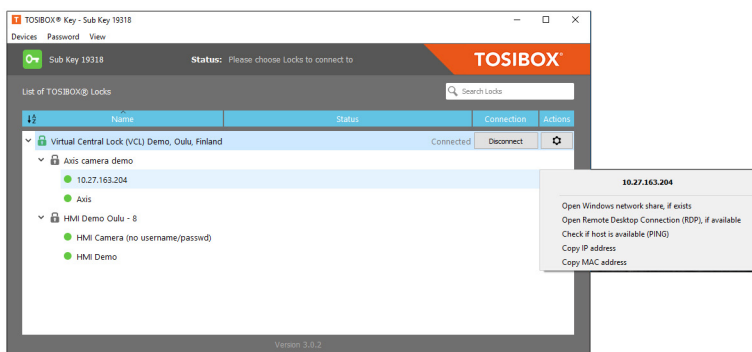 TOSIBOX® Key - Sub Key 19318
Devices Password View
Sub Key 19318 Status: Please choose Locks to connect to TOSIBOX®
List of TOSIBOX® Locks Search Locks
Name Status Connection Actions
Virtual Central Lock (VCL) Demo, Oulu, Finland Connected Disconnect
Axis camera demo
10.27.163.204
Axis
HMI Demo Oulu - 8
HMI Camera (no username/passwd)
HMI Demo
Version 3.0.2
10.27.163.204
Open Windows network share, if exists
Open Remote Desktop Connection (RDP), if available
Check if host is available (PING)
Copy IP address
Copy MAC address